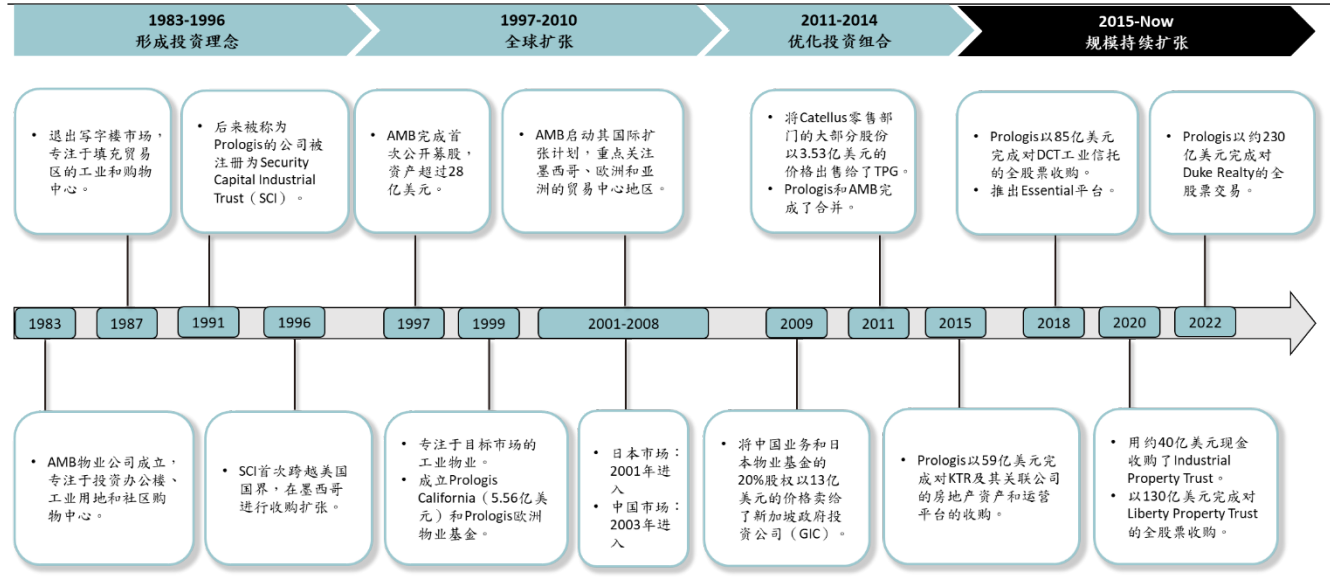 1983-1996
形成投资理念
1997-2010
全球扩张
2011-2014
优化投资组合
2015-Now
规模持续扩张
• 退出写字楼市场，
专注于填充贸易
区的工业和购物
中心。
• 后来被称为
Prologis的公司被
注册为Security
Capital Industrial
Trust（SCI）。
• AMB完成首
次公开募股，
资产超过28
亿美元。
• AMB启动其国际扩
张计划，重点关注
墨西哥、欧洲和亚
洲的贸易中心地区。
• 将Catellus零售部
门的大部分股份
以3.53亿美元的
价格出售给了TPG。
• Prologis和AMB完
成了合并。
• Prologis以85亿美元
完成对DCT工业信托
的全股票收购。
• 推出Essential平台。
• Prologis以约230
亿美元完成对
Duke Realty的全
股票交易。
1983
1987
1991
1996
1997
1999
2001-2008
2009
2011
2015
2018
2020
2022
• AMB物业公司成立，
专注于投资办公楼、
工业用地和社区购
物中心。
• SCI首次跨越美国
国界，在墨西哥
进行收购扩张。
• 专注于目标市场的
工业物业。
• 成立Prologis
California（5.56亿美
元）和Prologis欧洲
物业基金。
• 日本市场：
2001年进
入
• 中国市场：
2003年进
入
• 将中国业务和日
本物业基金的
20%股权以13亿
美元的价格卖给
了新加坡政府投
资公司（GIC）。
• Prologis以59亿美元完
成对KTR及其关联公司
的房地产资产和运营
平台的收购。
• 用约40亿美元现金
收购了Industrial
Property Trust。
• 以130亿美元完成对
Liberty Property Trust
的全股票收购。